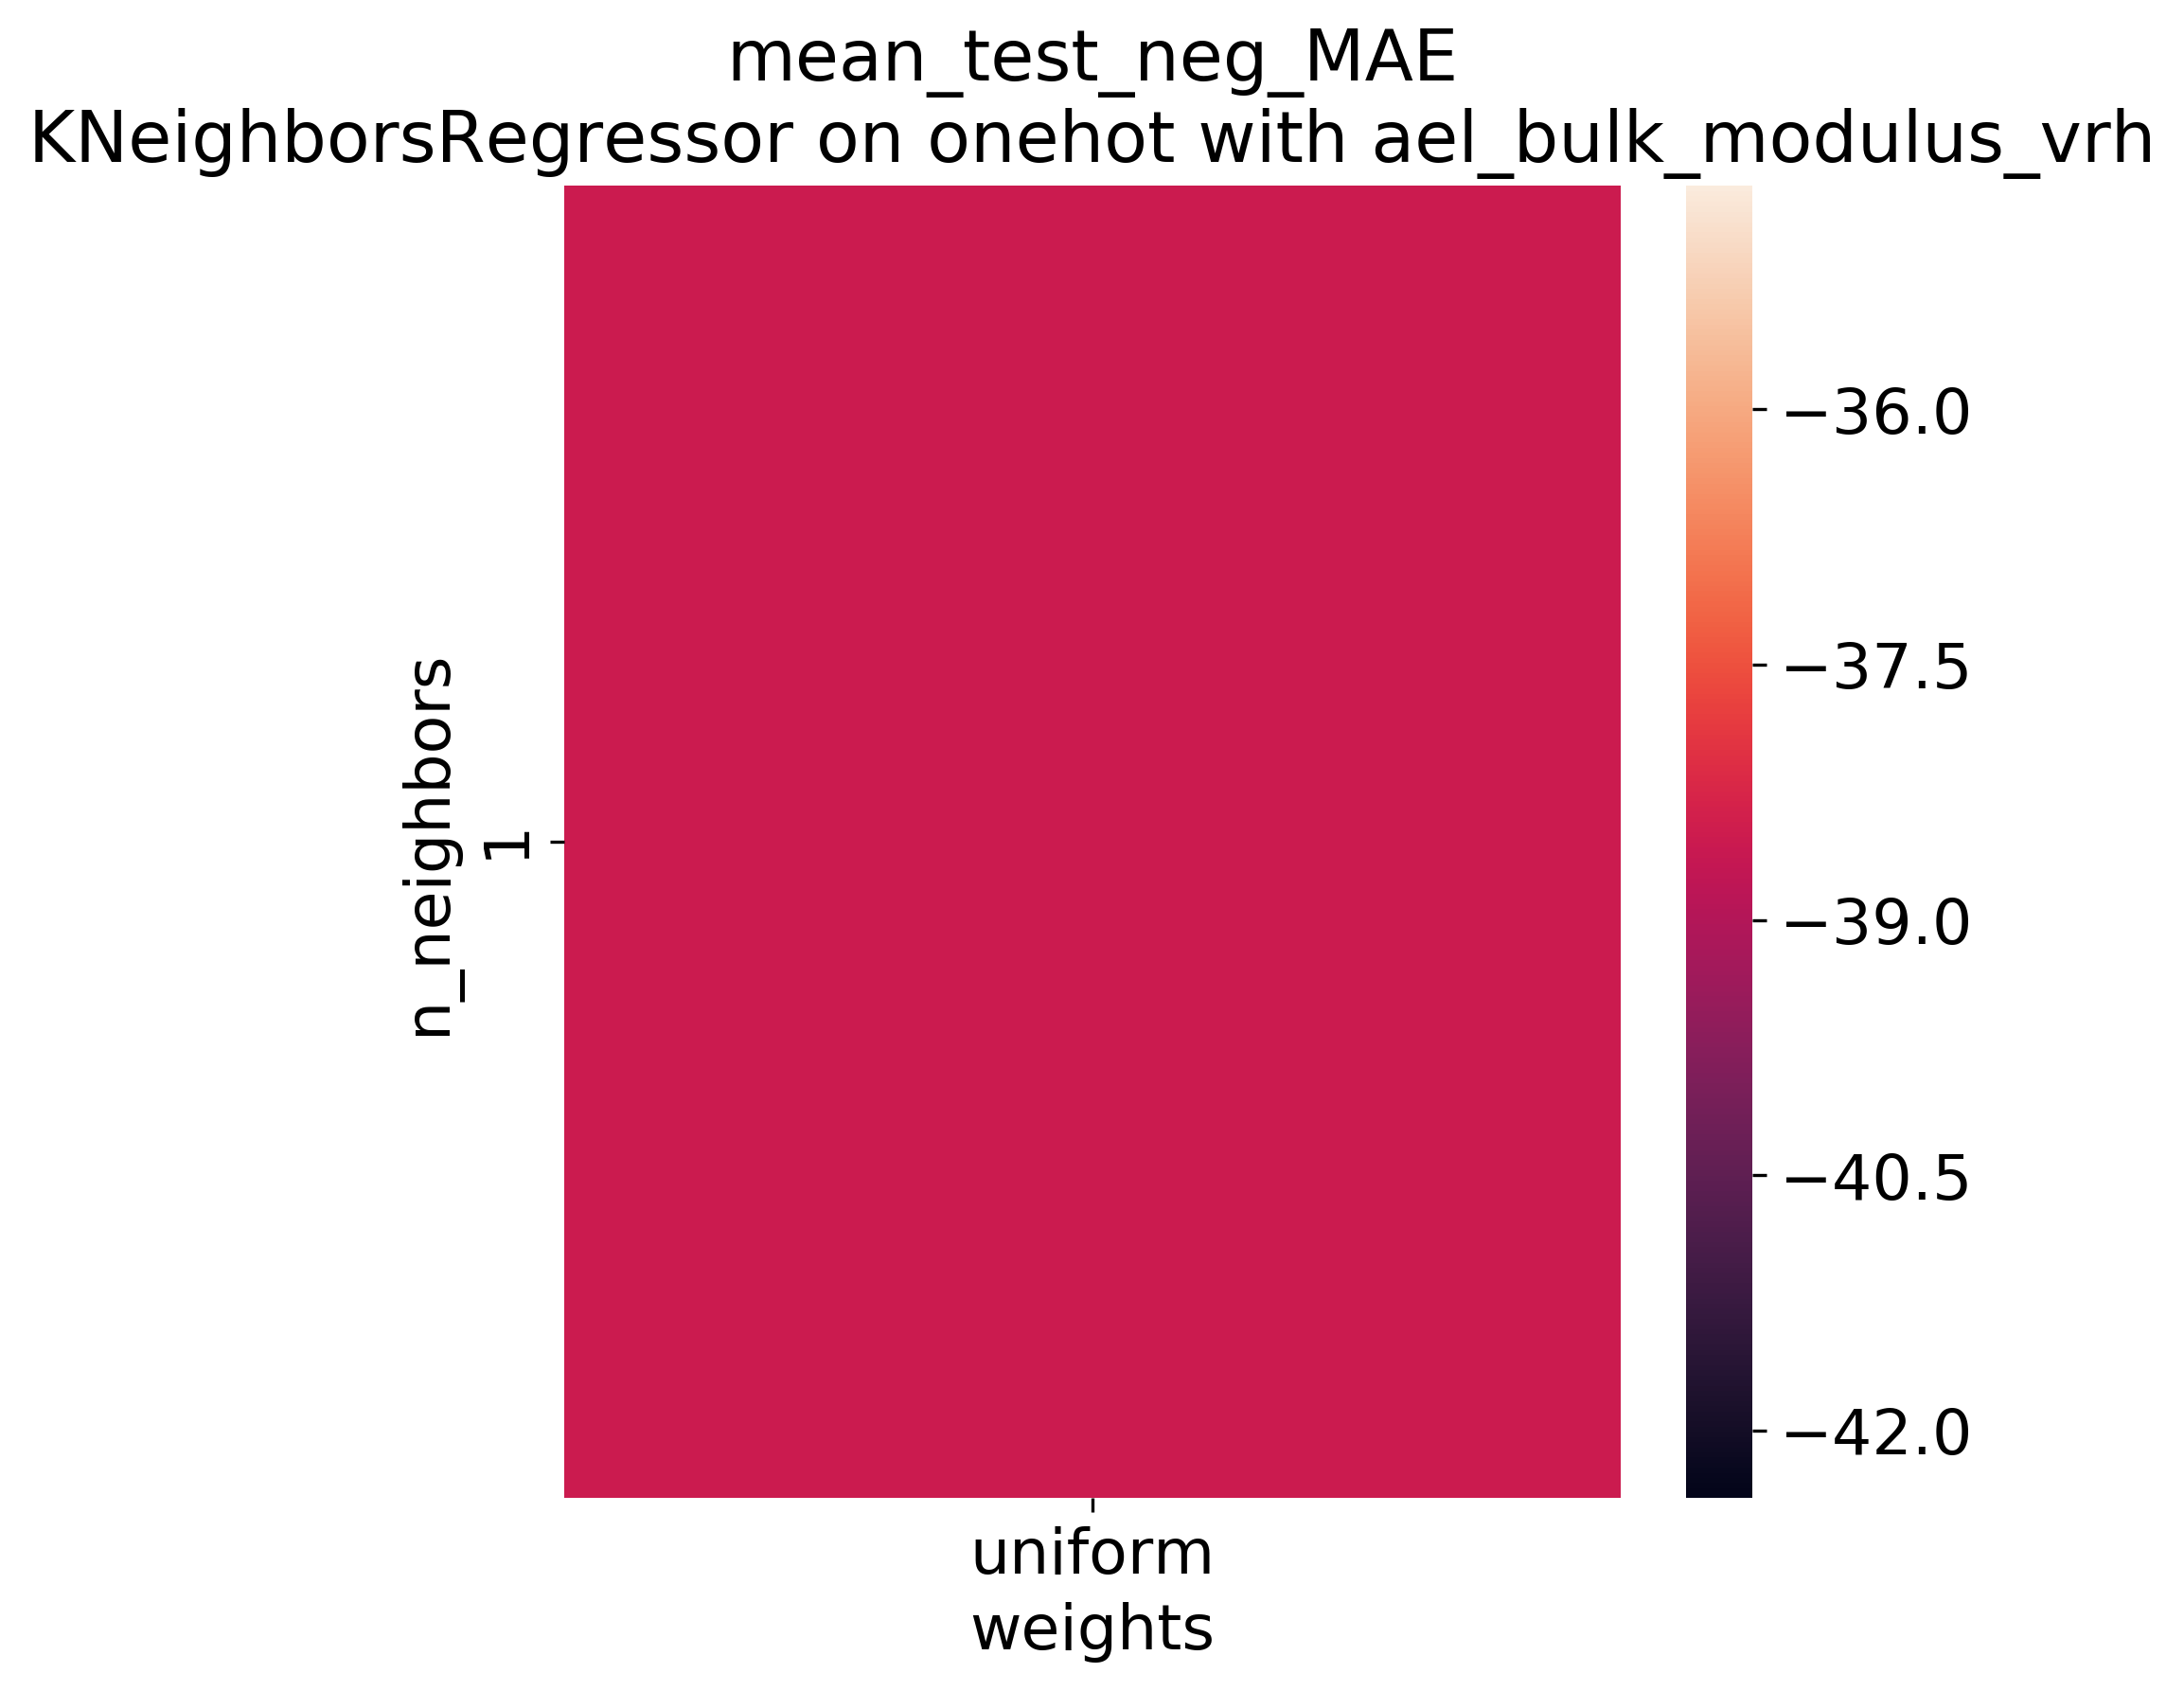 mean_test_neg_MAE
KNeighborsRegressor on onehot with ael_bulk_modulus_vrh
n_neighbors
1
uniform
weights
−36.0
−37.5
−39.0
−40.5
−42.0